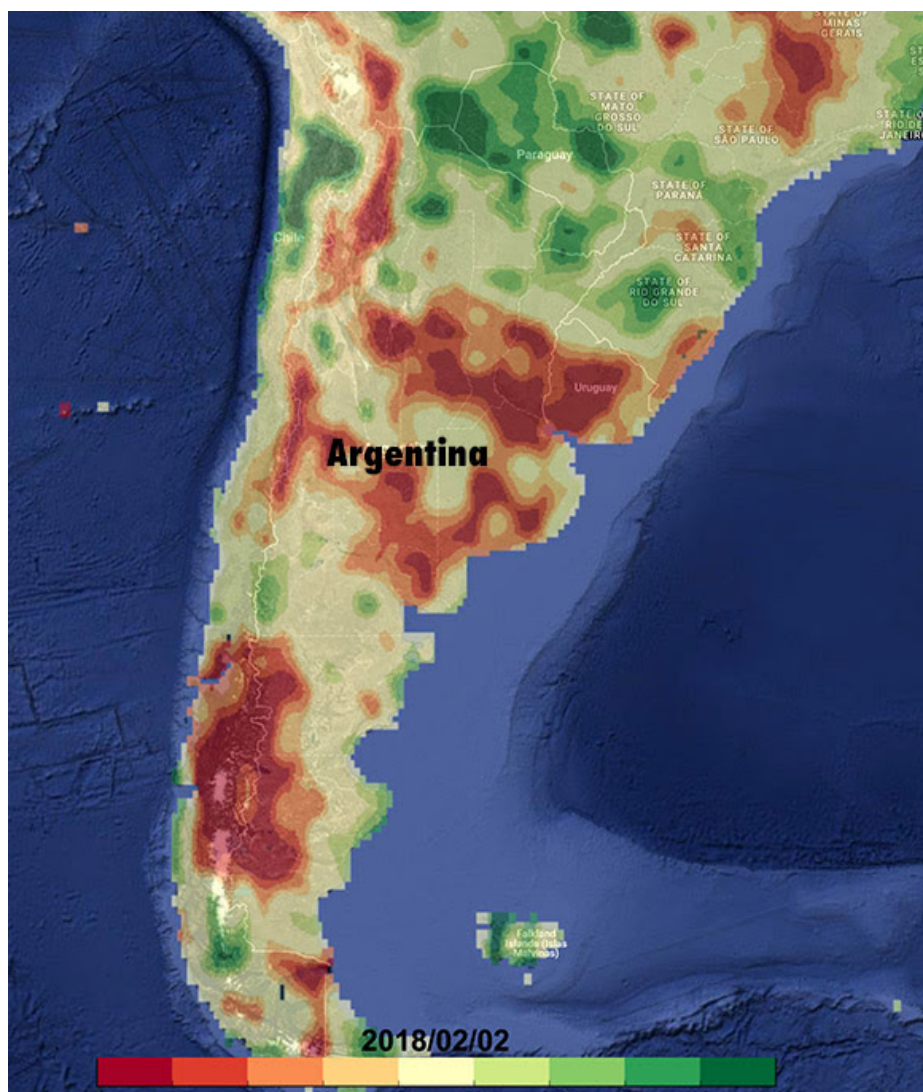 STATE OF
MINAS
GERAIS
STATE OF
MATO
GROSSO
DO SUL
STATE OF
RIO DE
JANEIRO
STATE OF
SÃO PAULO
Paraguay
STATE OF
PARANÁ
Chile
STATE OF
SANTA
CATARINA
STATE OF
RIO GRANDE
DO SUL
Uruguay
Argentina
Falkland
Islands (Islas
Malvinas)
2018/02/02